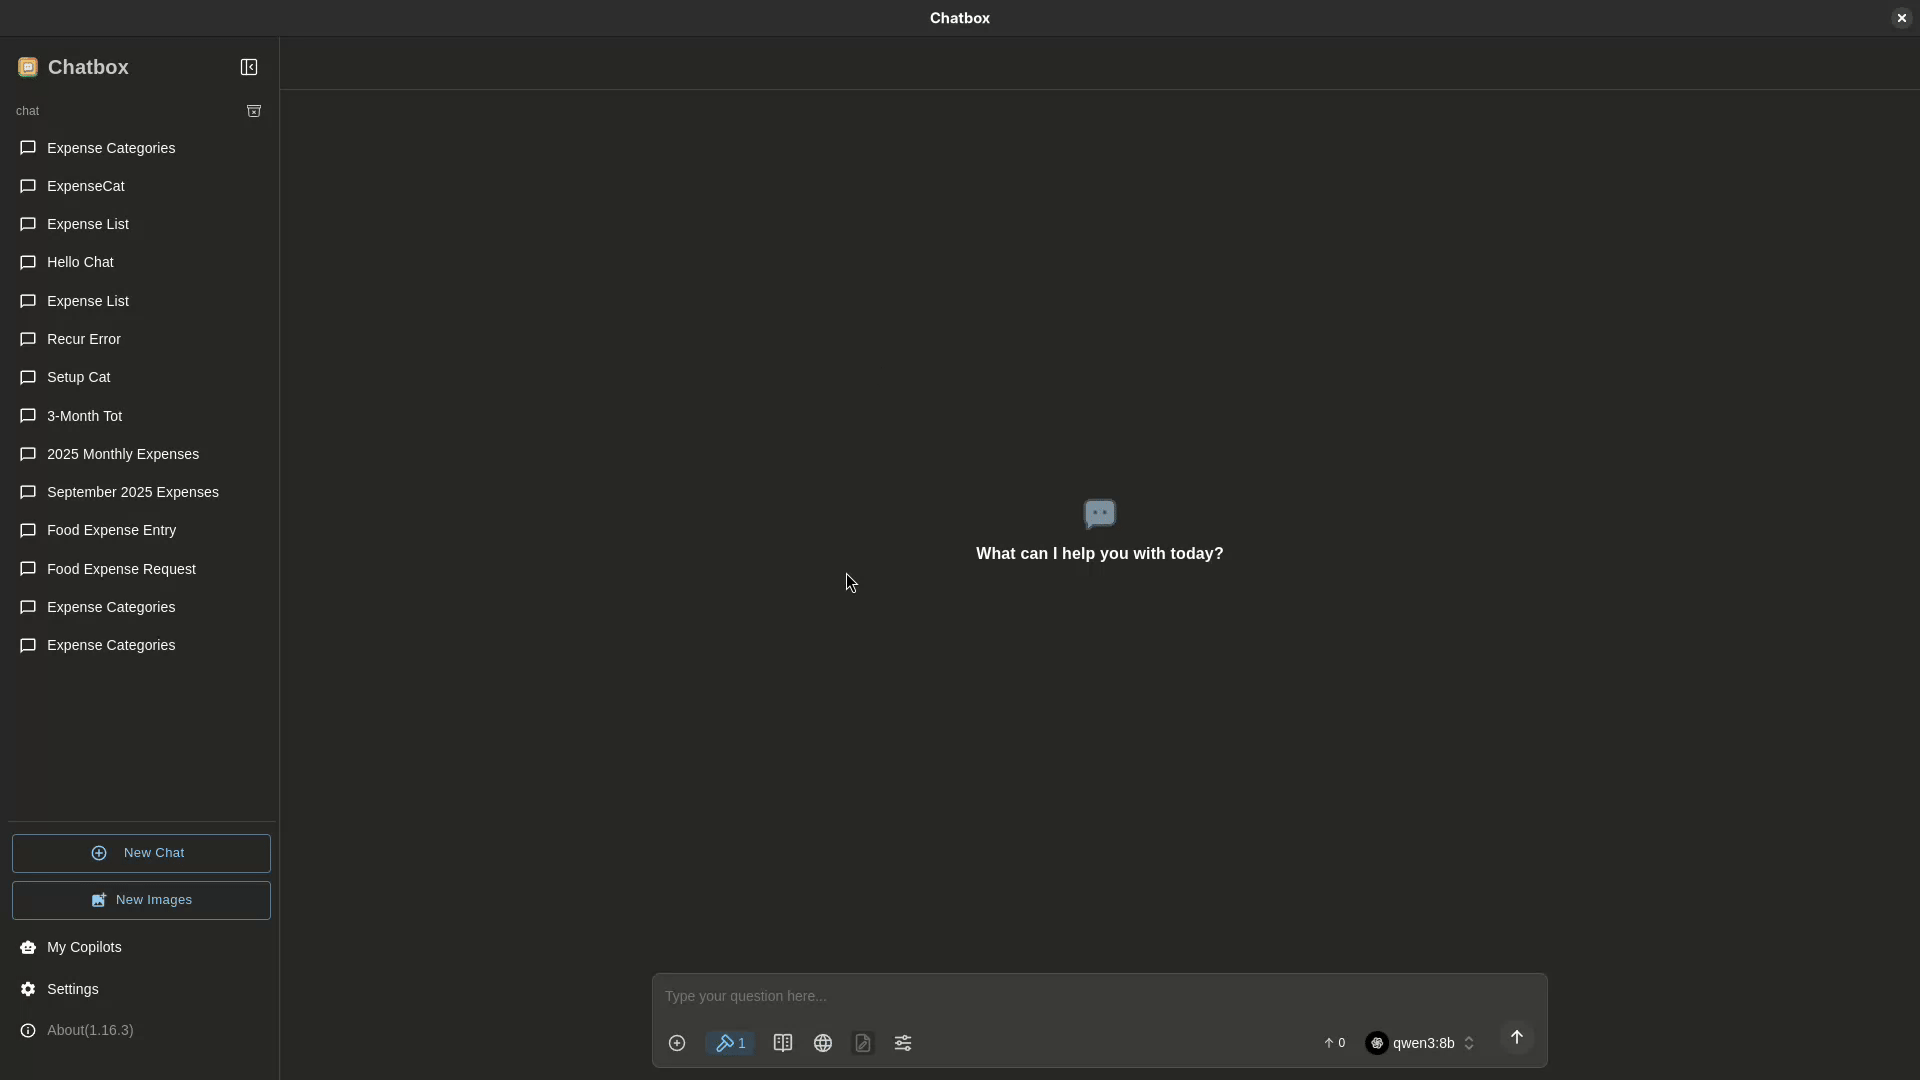 Chatbox
Chatbox
chat
Expense Categories
ExpenseCat
Expense List
Hello Chat
Expense List
Recur Error
Setup Cat
3-Month Tot
2025 Monthly Expenses
September 2025 Expenses
Food Expense Entry
Food Expense Request
Expense Categories
Expense Categories
New Chat
New Images
My Copilots
Settings
About(1.16.3)
What can I help you with today?
Type your question here...
1
0
qwen3:8b